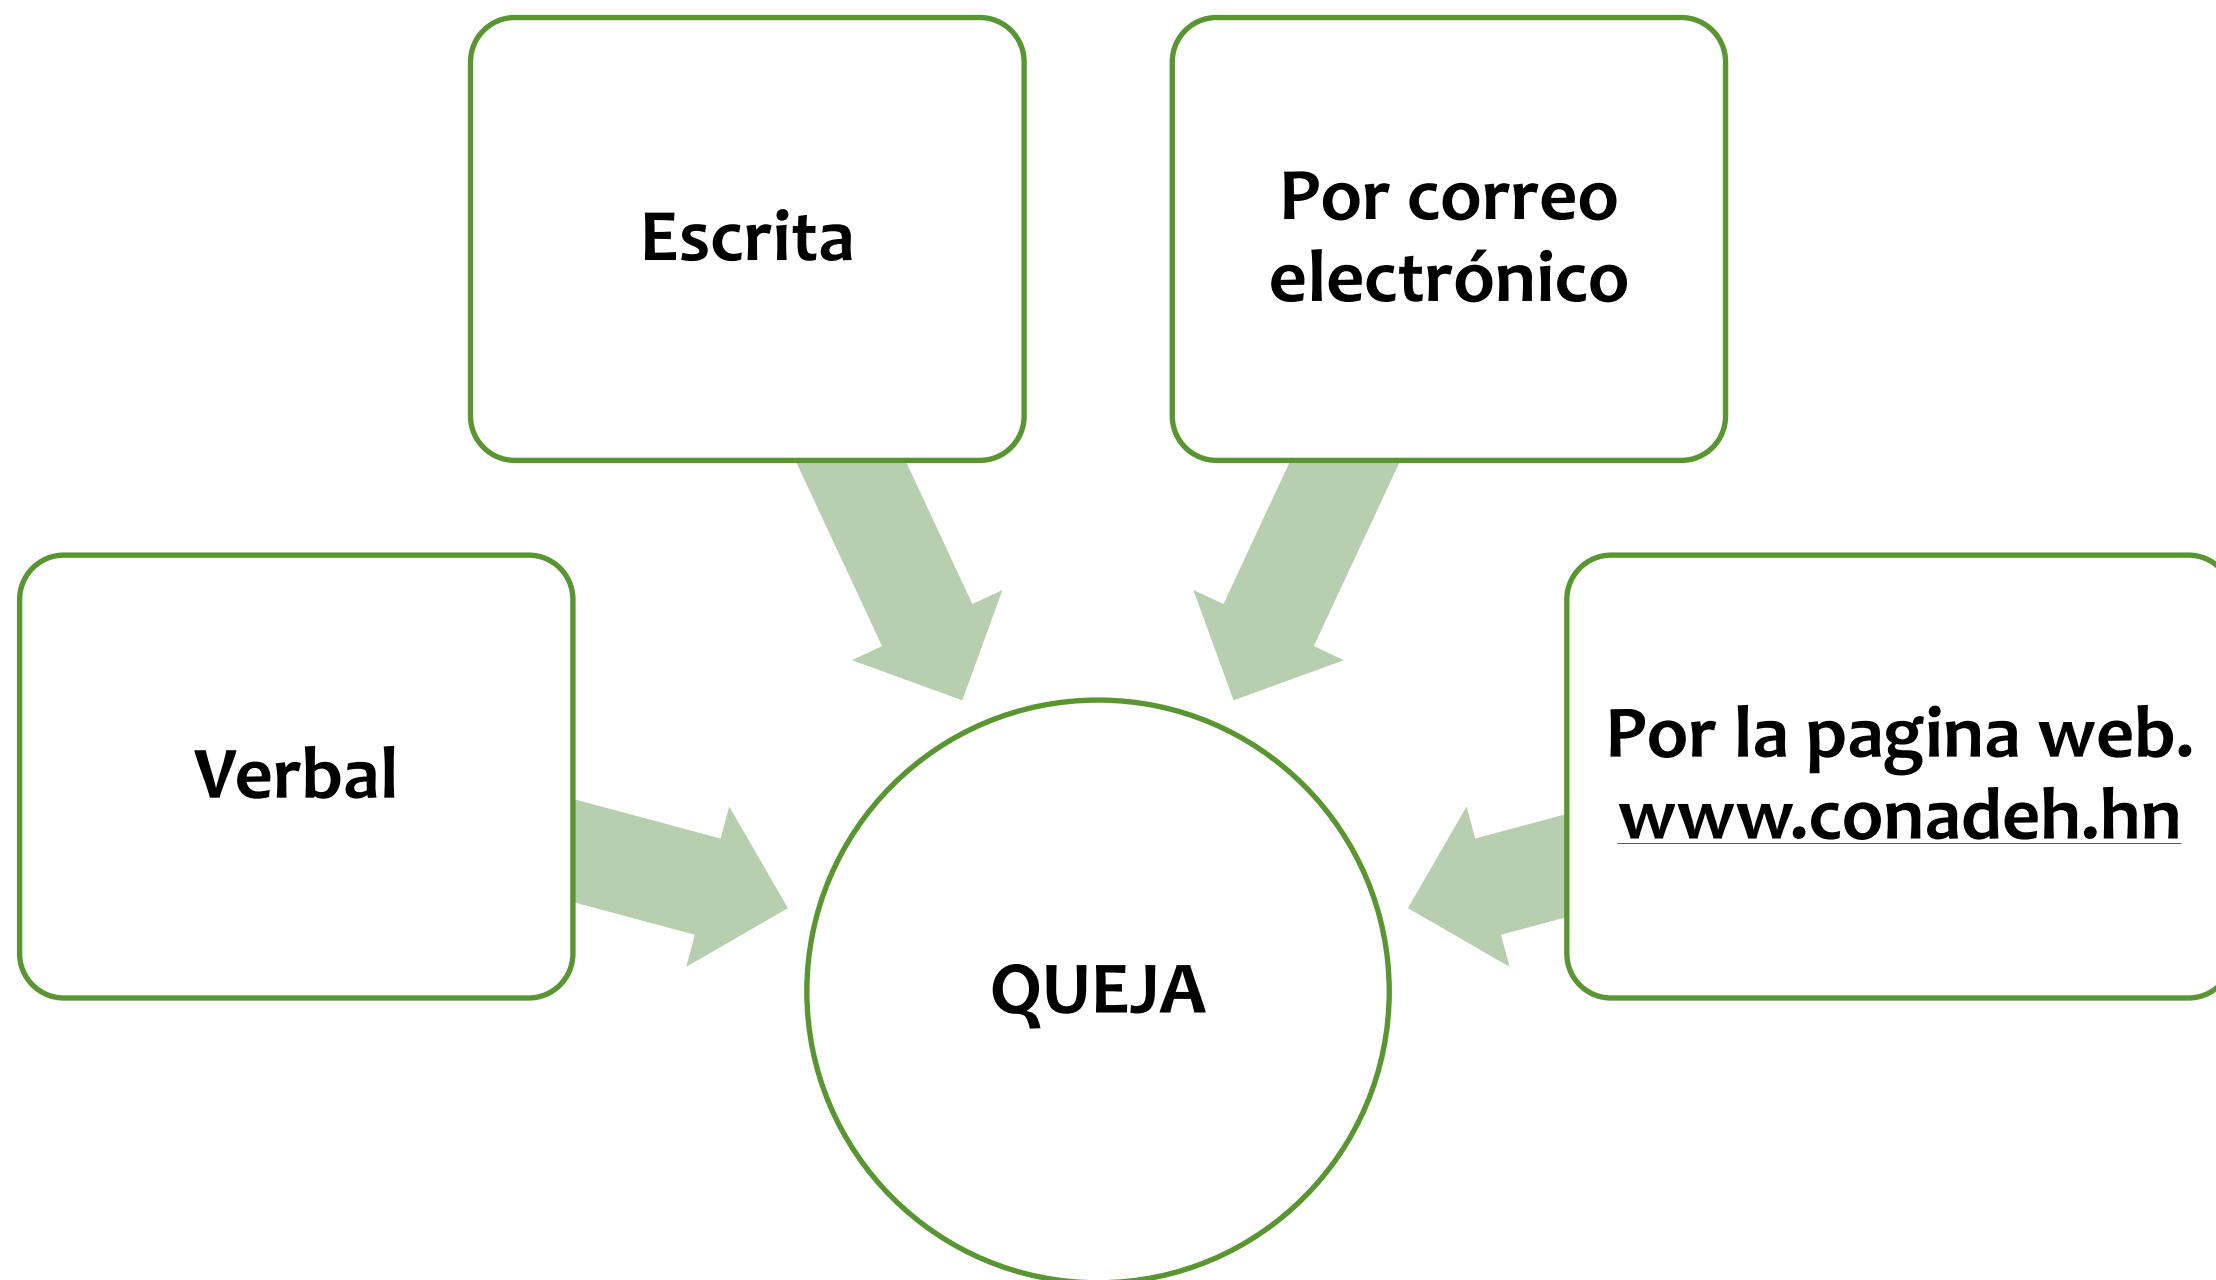 Escrita
Por correo
electrónico
Verbal
Por la pagina web.
www.conadeh.hn
QUEJA